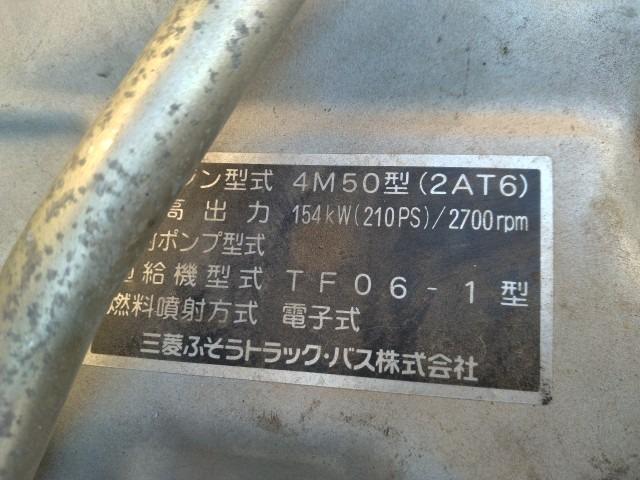 ン型式 4M50型(2AT6)
高出力 154kW(210PS)/2700rpm
ポンプ型式
給機型式 TF06-1型
燃料噴射方式 電子式
三菱ふそうトラック・バス株式会社